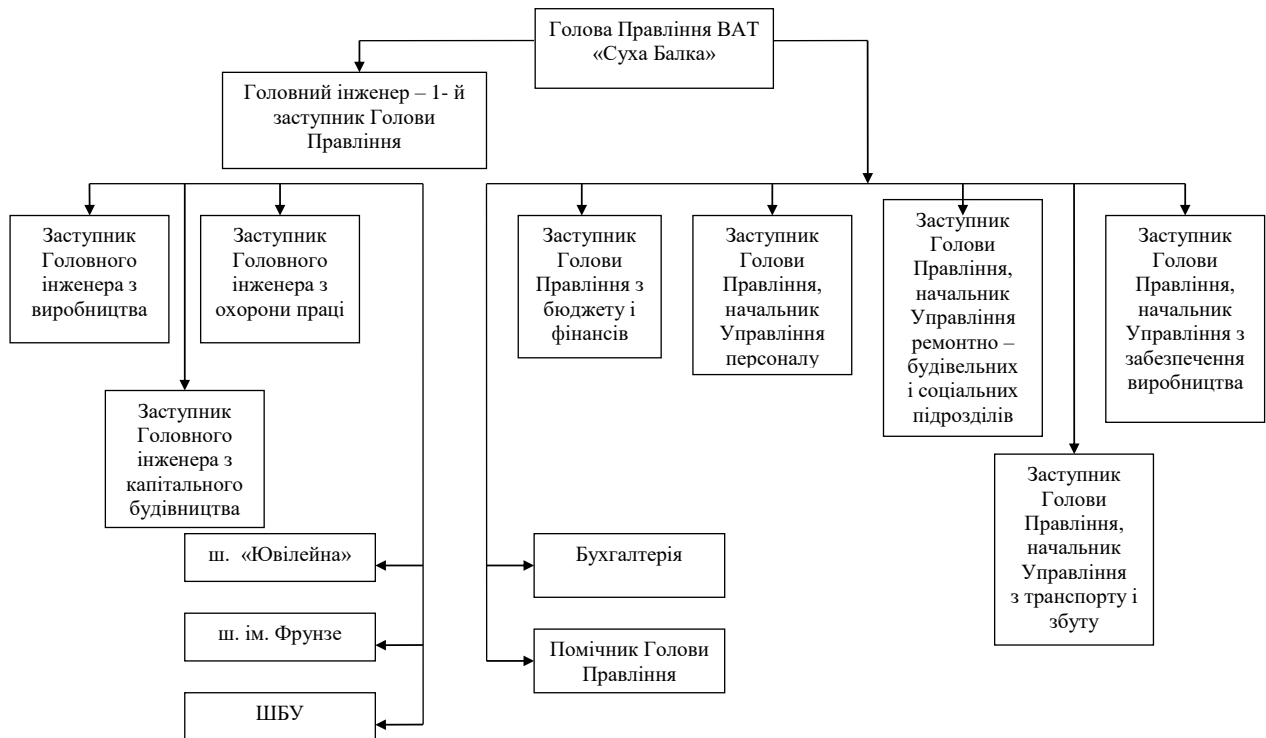 Голова Правління ВАТ
«Суха Балка»
Головний інженер – 1- й
заступник Голови
Правління
Заступник
Головного
інженера з
виробництва
Заступник
Головного
інженера з
охорони праці
Заступник
Голови
Правління з
бюджету і
фінансів
Заступник
Голови
Правління,
начальник
Управління
персоналу
Заступник
Голови
Правління,
начальник
Управління
ремонтно –
будівельних
і соціальних
підрозділів
Заступник
Голови
Правління,
начальник
Управління з
забезпечення
виробництва
Заступник
Головного
інженера з
капітального
будівництва
Заступник
Голови
Правління,
начальник
Управління
з транспорту і
збуту
ш. «Ювілейна»
Бухгалтерія
ш. ім. Фрунзе
Помічник Голови
Правління
ШБУ